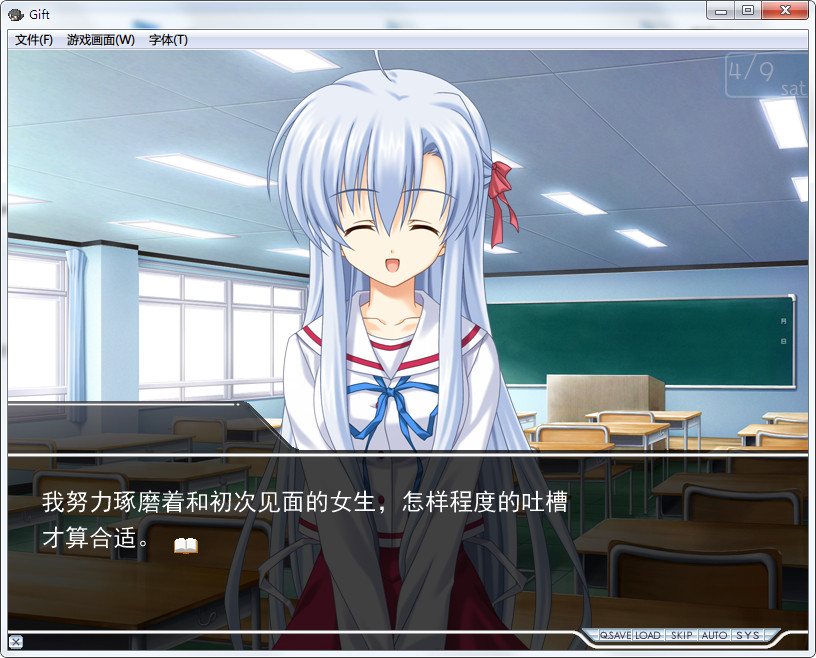 Gift
文件(F) 游戏画面(W) 字体(T)
4/9
sat
月
日
我努力琢磨着和初次见面的女生，怎样程度的吐槽
才算合适。
Q.SAVE LOAD SKIP AUTO SYS